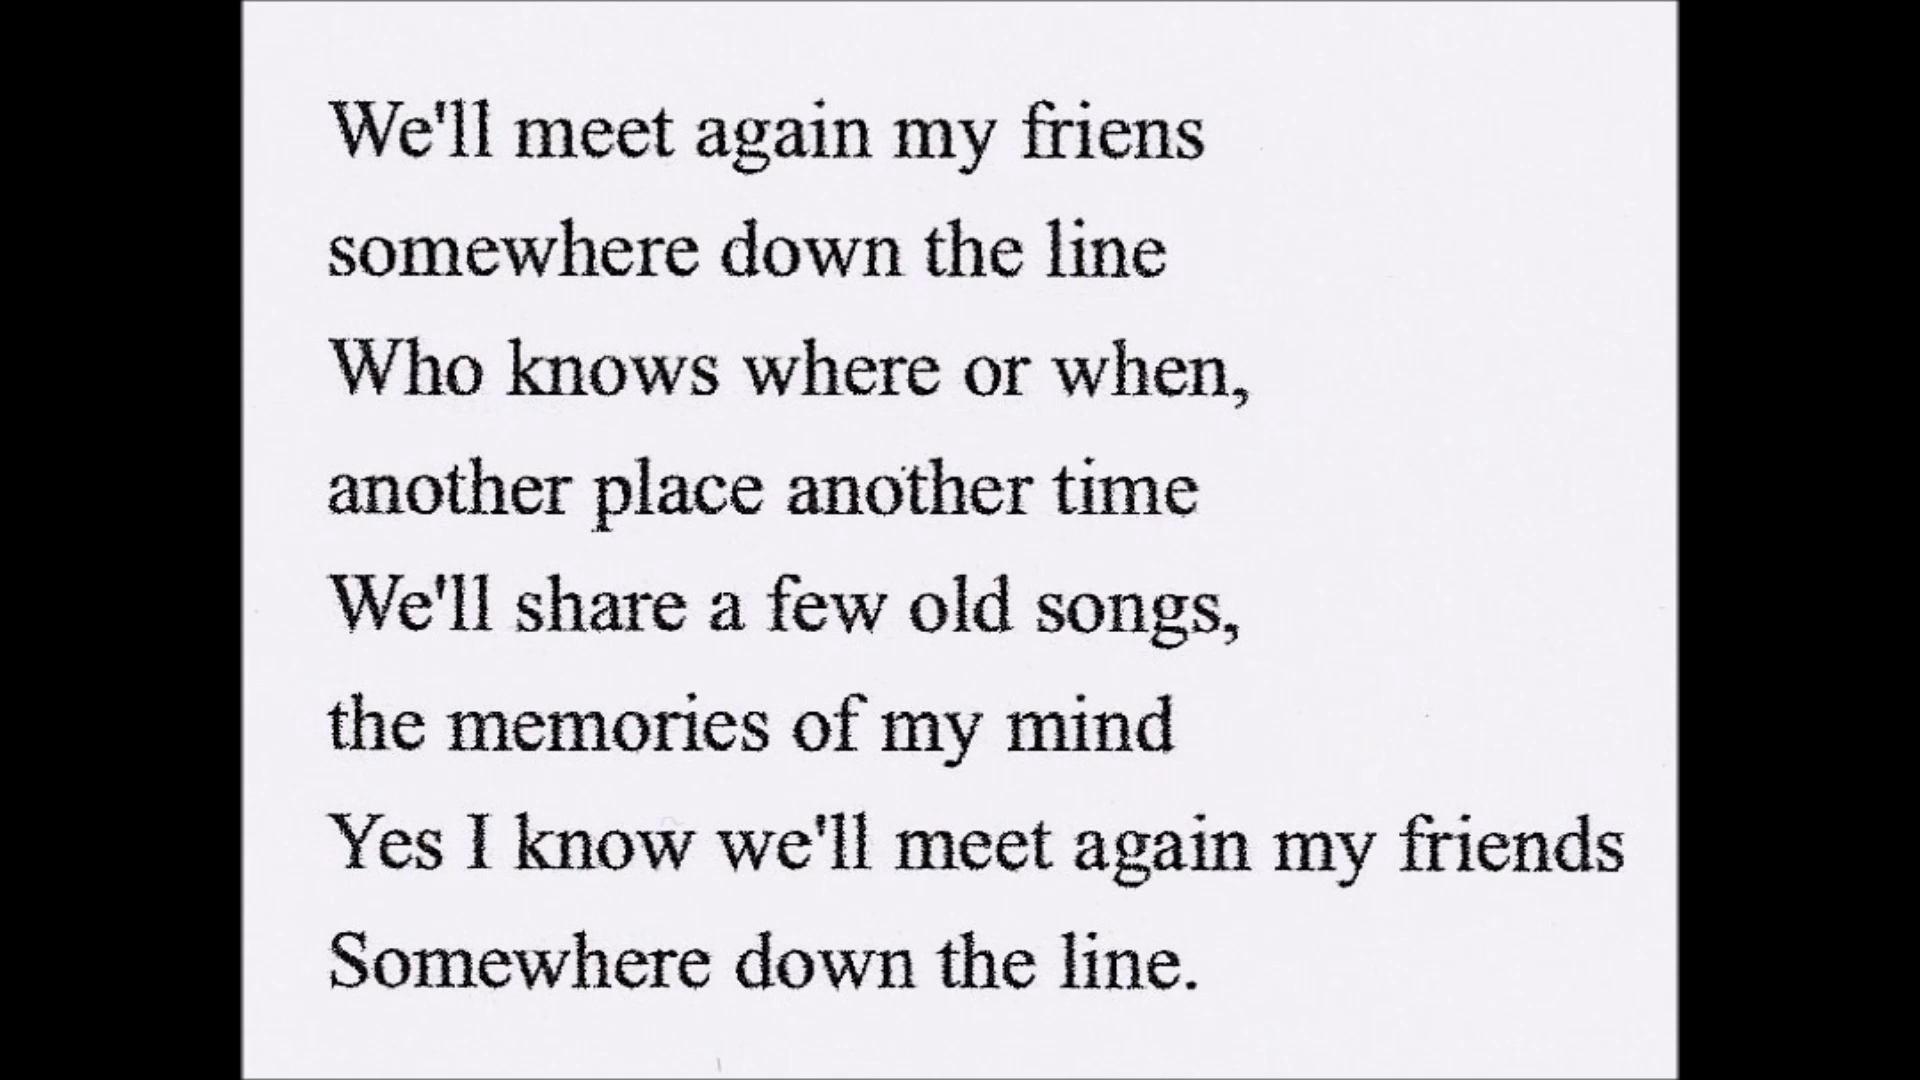 We'll meet again my friens
somewhere down the line
Who knows where or when,
another place another time
We'll share a few old songs,
the memories of my mind
Yes I know we'll meet again my friends
Somewhere down the line.